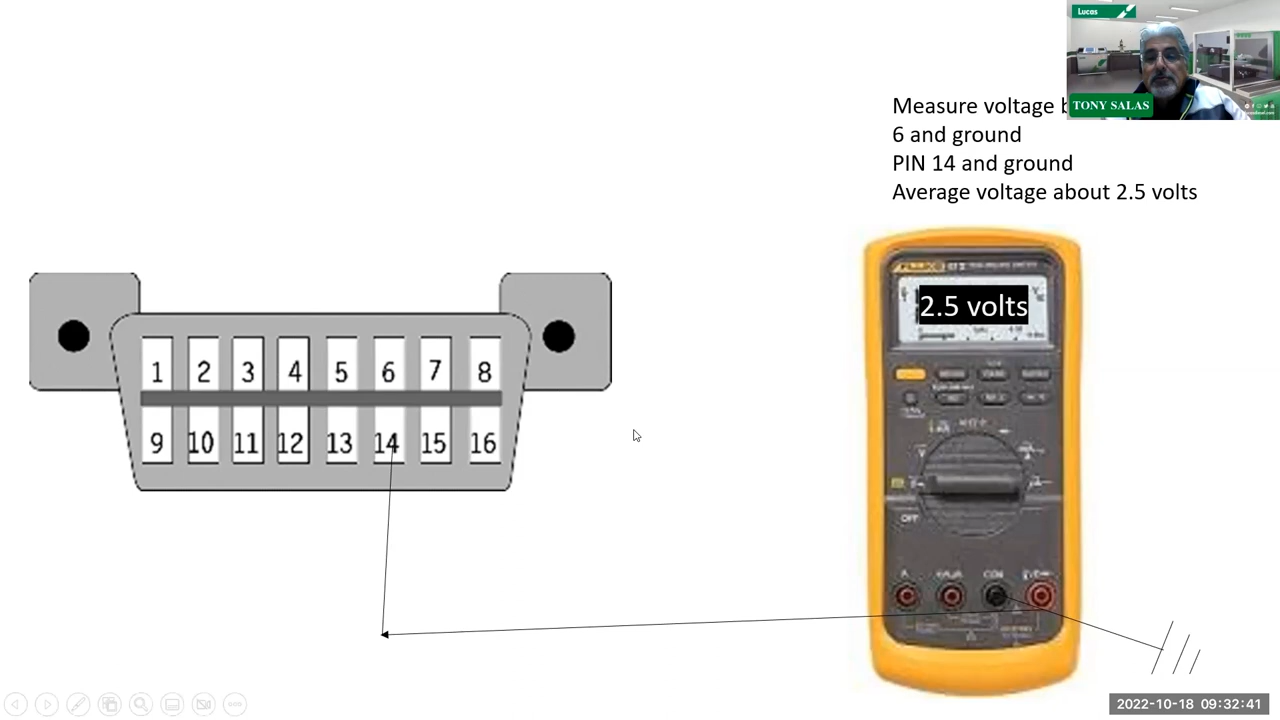 Lucas
TONY SALAS
Measure voltage
6 and ground
PIN 14 and ground
Average voltage about 2.5 volts
2.5 volts
1 2 3 4 5 6 7 8
9 10 11 12 13 14 15 16
OFF
A
COM
2022-10-18 09:32:41